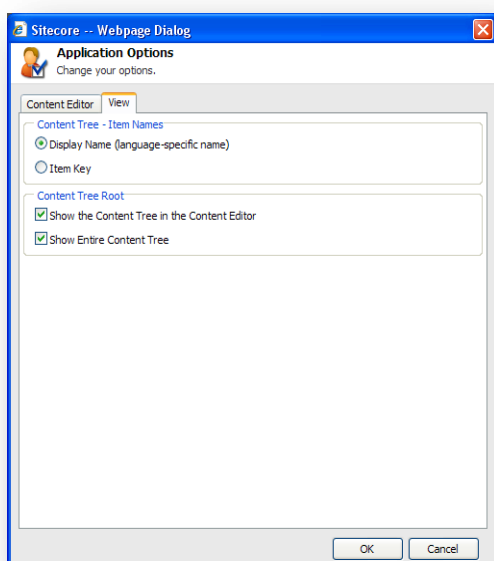 Sitecore -- Webpage Dialog
Application Options
Change your options.
Content Editor View
Content Tree - Item Names
Display Name (language-specific name)
Item Key
Content Tree Root
Show the Content Tree in the Content Editor
Show Entire Content Tree
OK Cancel